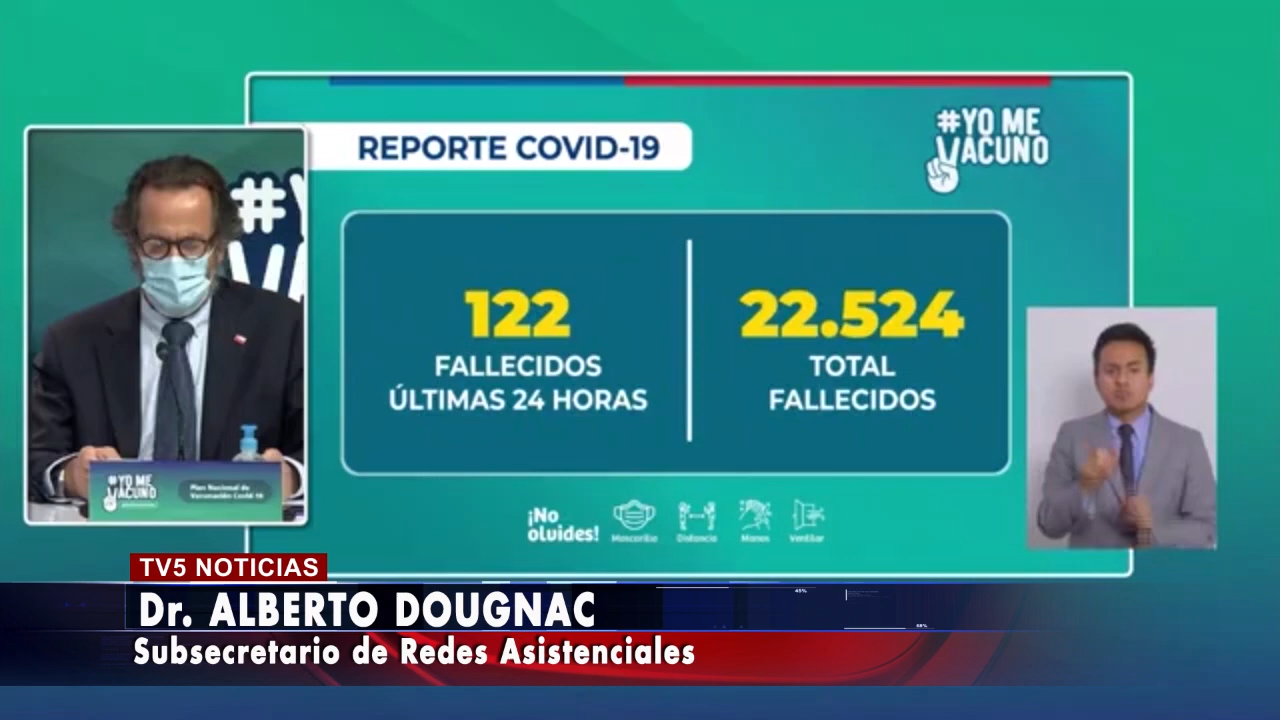 REPORTE COVID-19
#YO ME
VACUNO
#Y
VA
122
FALLECIDOS
ÚLTIMAS 24 HORAS
22.524
TOTAL
FALLECIDOS
#YO ME
VACUNO
Plan Nacional de
Vacunación Covid-19
¡No
olvides!
Mascarilla
Distancia
Manos
Ventilar
TV5 NOTICIAS
Dr. ALBERTO DOUGNAC
Subsecretario de Redes Asistenciales
45%